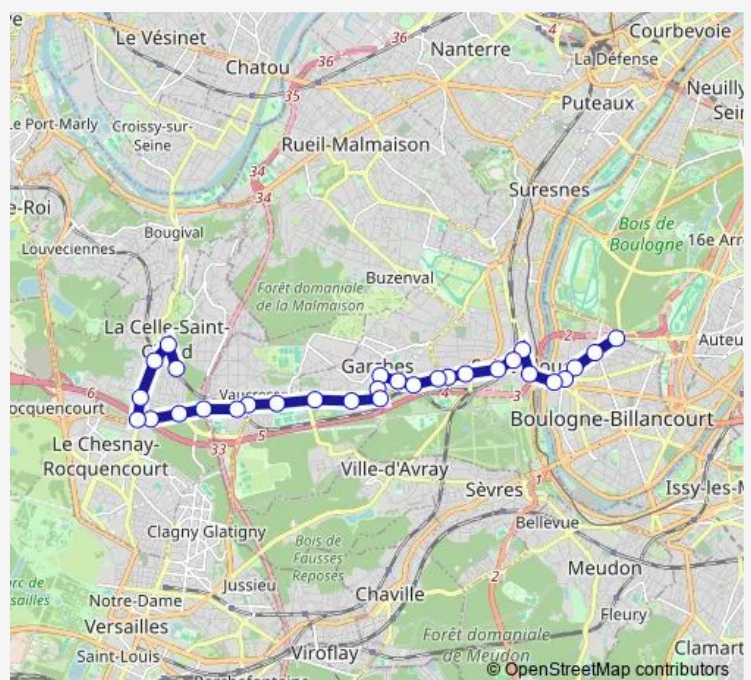 Courbevoie
Le Vésinet
36
4
36
Nanterre
La Défense
Chatou
35
Neuilly
Puteaux
Le Port-Marly
Croissy-sur-
Seine
Rueil-Malmaison
34
34
Suresnes
Bougival
Bois de
Boulogne
16e Arr
Louveciennes
Buzenval
Forêt domaniale
de la Malmaison
La Celle-Saint-
2
Auteu
Garches
6
3
4
Boulogne-Billancourt
Le Chesnay-
Rocquencourt
33
5
Ville-d'Avray
Sèvres
1
Issy-les-M
Clagny Glatigny
Bellevue
Bois de
Fausses
Reposes
Meudon
Jussieu
2
Chaville
Notre-Dame
Fleury
Versailles
Forêt domaniale
de Meudon
Clamart
Saint-Louis
Viroflay
© OpenStreetMap contributors